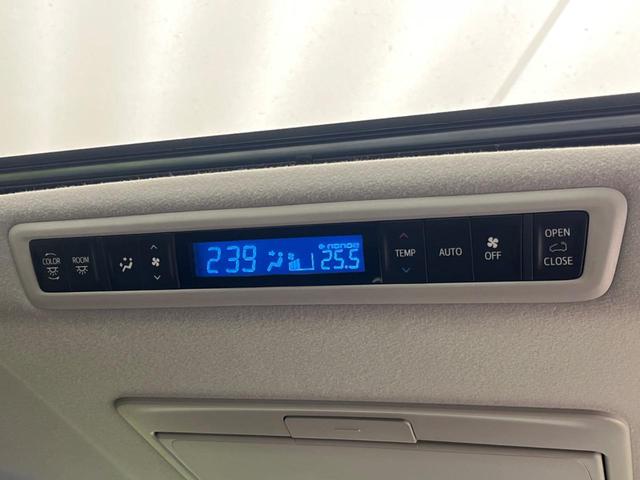 COLOR
ROOM
239
nanoe
25.5
TEMP
AUTO
OFF
OPEN
CLOSE